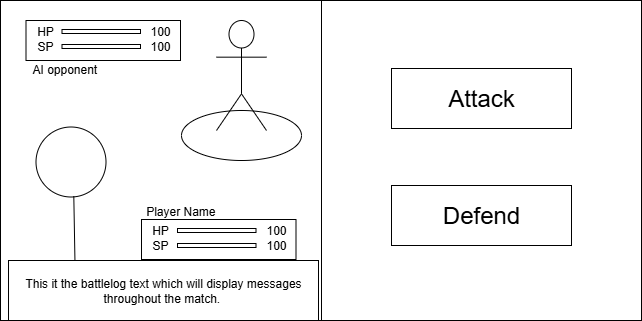 HP 100
SP 100
AI opponent
Attack
Defend
Player Name
HP 100
SP 100
This it the battlelog text which will display messages
throughout the match.